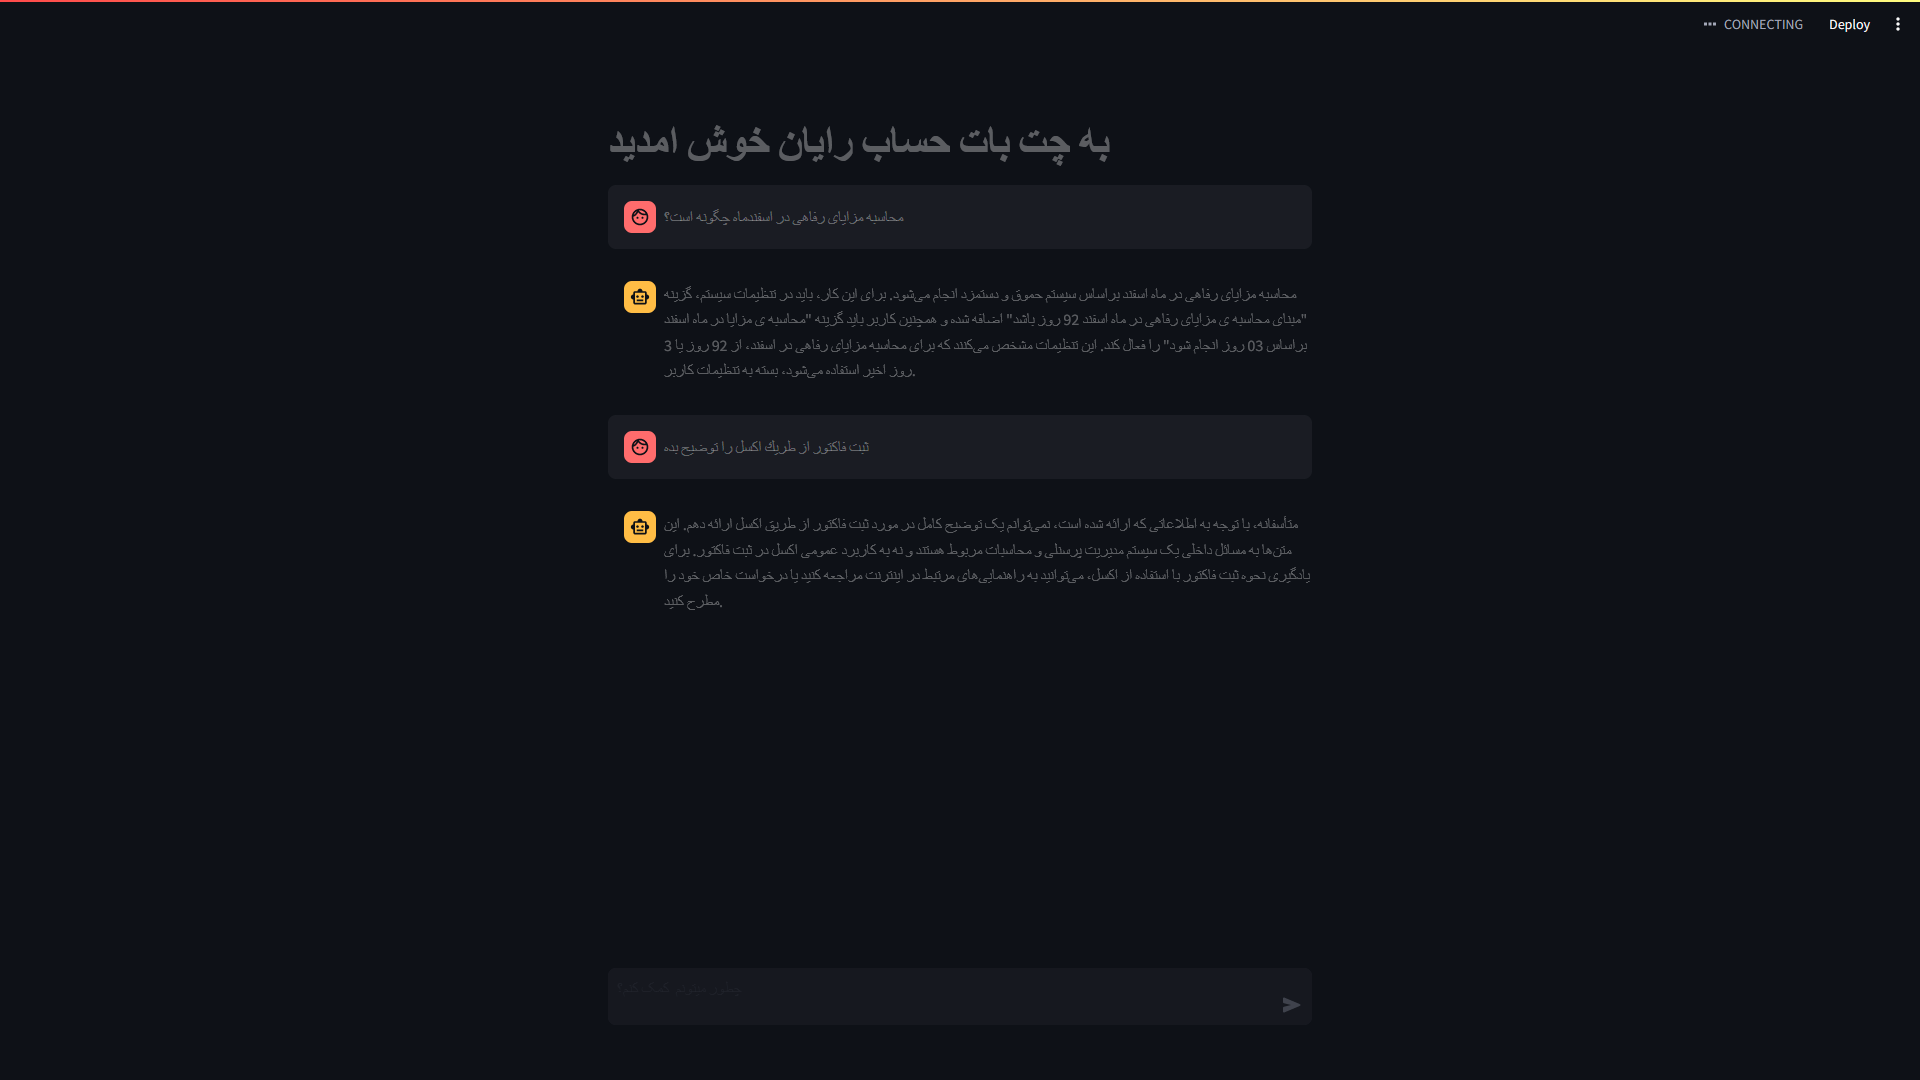 CONNECTING
Deploy
به چت بات حساب رایان خوش امدید
محاسبه مزایای رفاهی در اسفندماه چگونه است؟
محاسبه مزایای رفاهی در ماه اسفند براساس سیستم حموق و دستمزد انجام می‌شود. برای این کار، باید در تنظیمات سیستم، گزینه
"مبنای محاسبه ی مزایای رفاهی در ماه اسفند 92 روز باشد" اضافه شده و همچنین کاربر باید گزینه "محاسبه ی مزایا در ماه اسفند
براساس 03 روز انجام شود" را فعال کند. این تنظیمات مشخص می‌کنند که برای محاسبه مزایای رفاهی در اسفند، از 92 روز یا 3
روز اخیر استفاده می‌شود، بسته به تنظیمات کاربر.
ثبت فاکتور از طریك اکسل را توضیح بده
متأسفانه، با توجه به اطلاعاتی که ارائه شده است، نمی‌توانم یک توضیح کامل در مورد ثبت فاکتور از طریق اکسل ارائه دهم. این
متن‌ها به مسائل داخلی یک سیستم مدیریت پرسنلی و محاسبات مربوط هستند و نه به کاربرد عمومی اکسل در ثبت فاکتور. برای
یادگیری نحوه ثبت فاکتور با استفاده از اکسل، می‌توانید به راهنمایی‌های مرتبط در اینترنت مراجعه کنید یا درخواست خاص خود را
مطرح کنید.
چطور میتونم کمک کنم؟